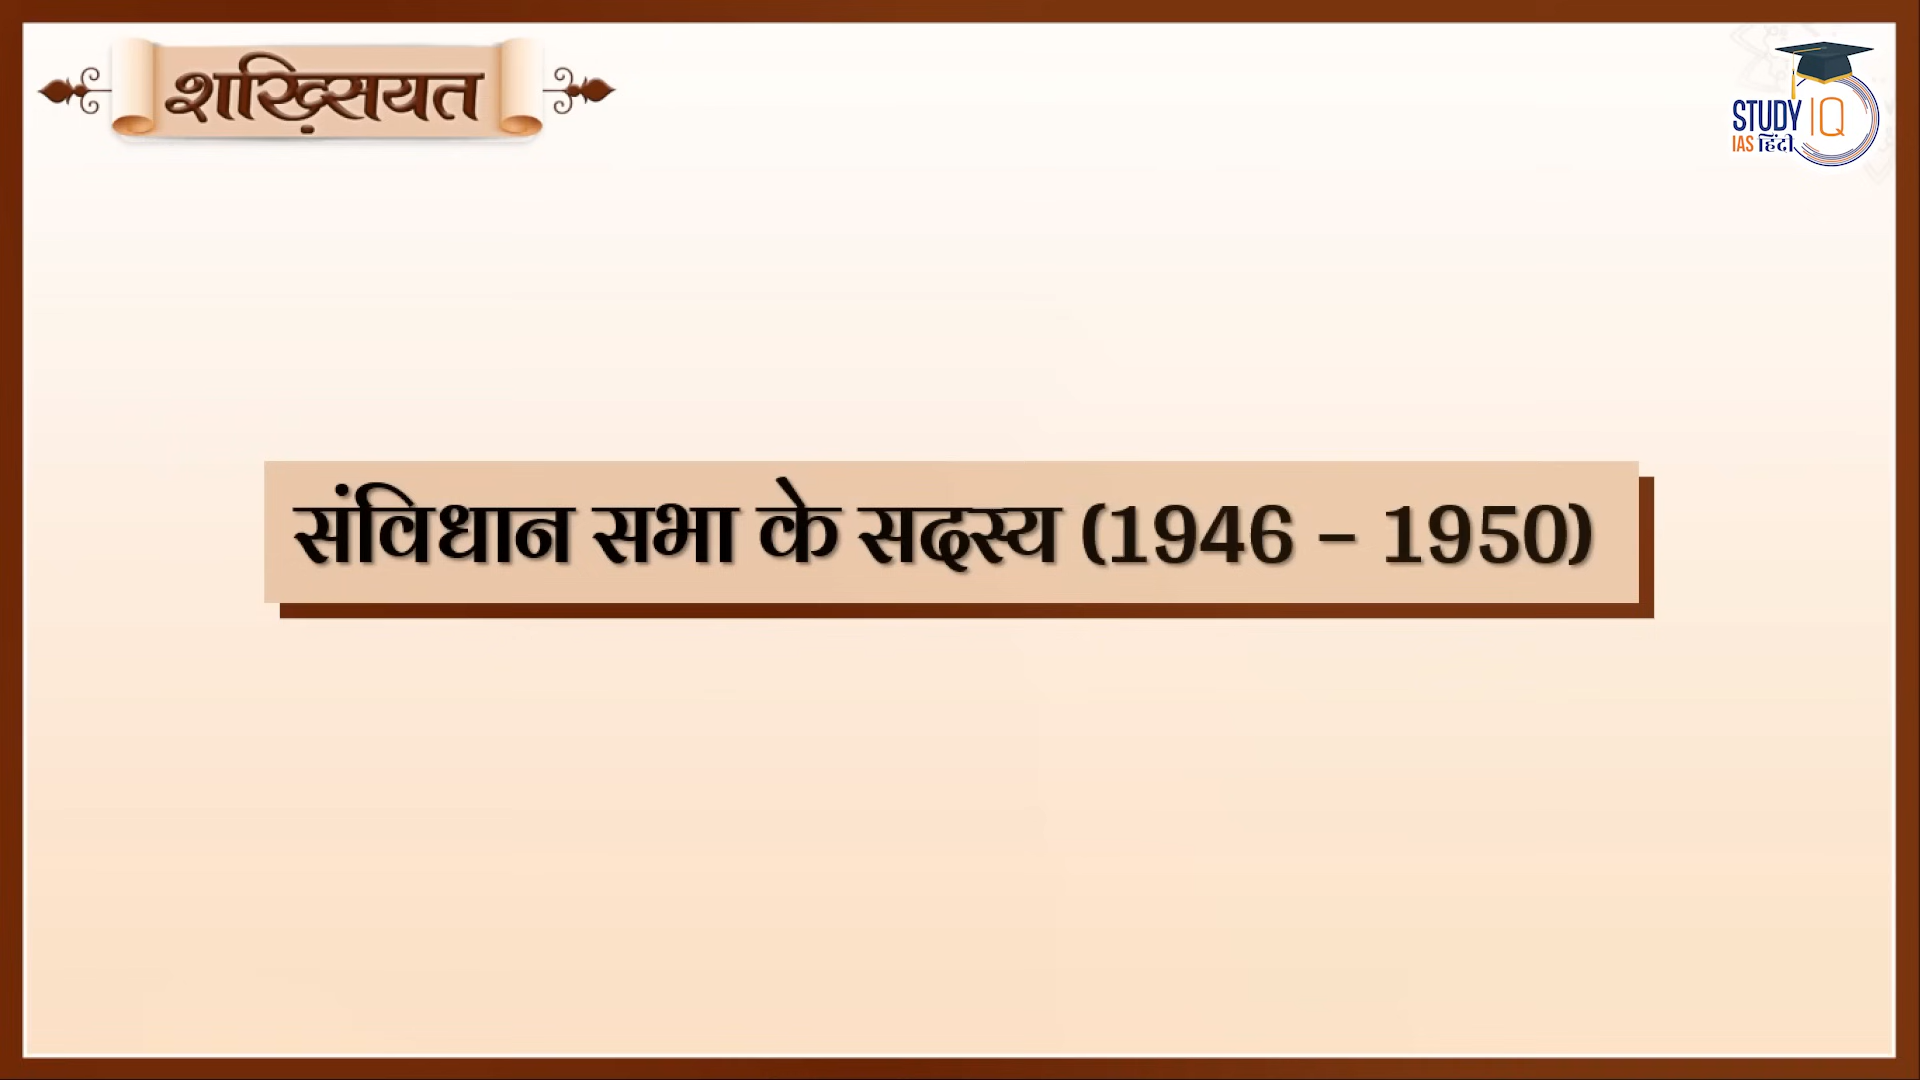 शख़्सियत
STUDY IQ
IAS हिंदी
संविधान सभा के सदस्य (1946 – 1950)